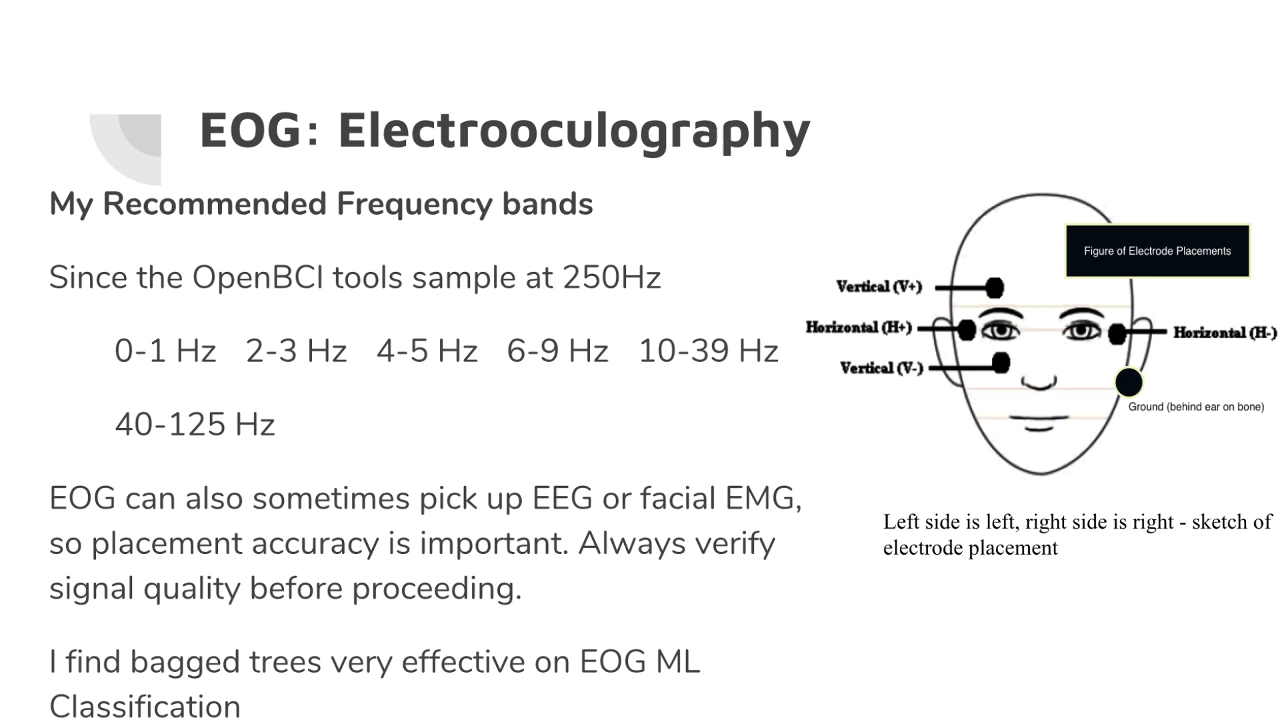 EOG: Electrooculography
My Recommended Frequency bands
Since the OpenBCI tools sample at 250Hz
0-1 Hz 2-3 Hz 4-5 Hz 6-9 Hz 10-39 Hz
40-125 Hz
EOG can also sometimes pick up EEG or facial EMG,
so placement accuracy is important. Always verify
signal quality before proceeding.
I find bagged trees very effective on EOG ML
Classification
Figure of Electrode Placements
Vertical (V+)
Horizontal (H+)
Horizontal (H-)
Vertical (V-)
Ground (behind ear on bone)
Left side is left, right side is right - sketch of
electrode placement